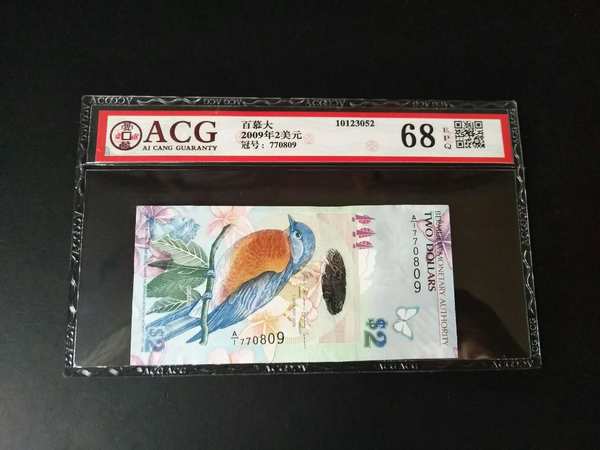 ACG
AI CANG GUARANTY
百慕大
2009年2美元
冠号：770809
10123052
68
EPQ
BERMUDA MONETARY AUTHORITY
TWO DOLLARS
A/1 770809
$2
$2
A/1 770809